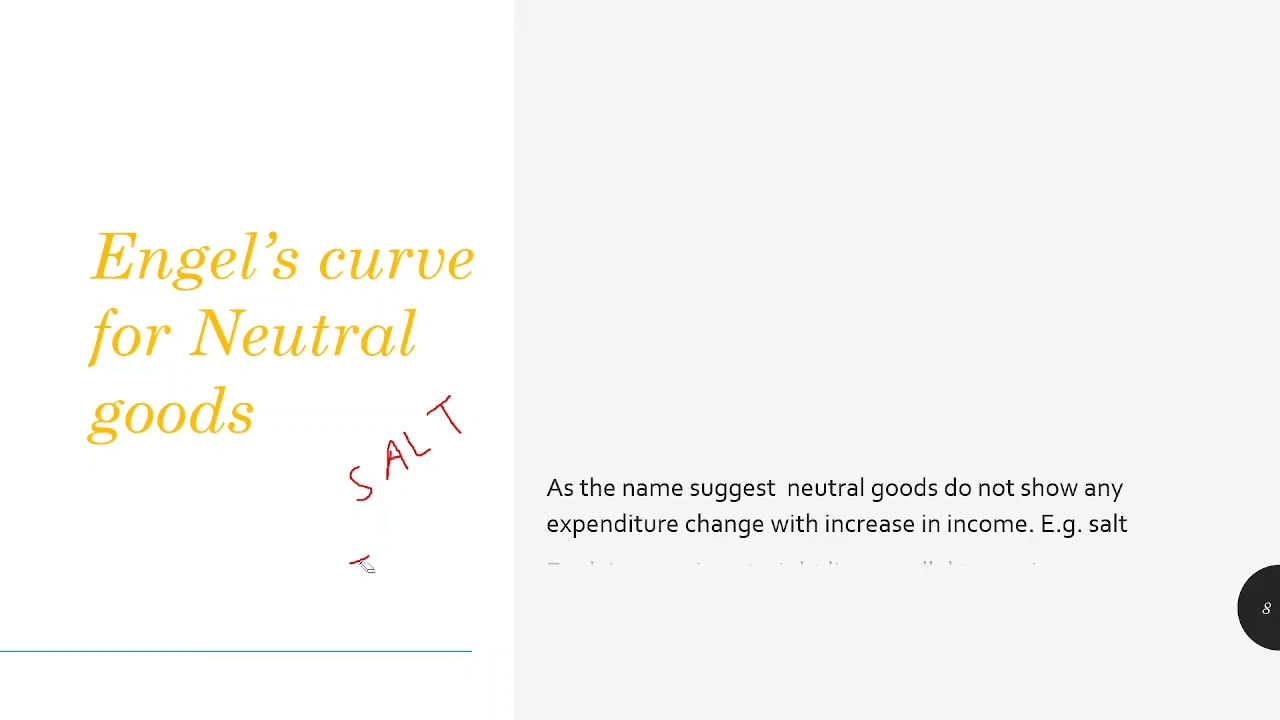 Engel’s curve
for Neutral
goods
SALT
As the name suggest neutral goods do not show any
expenditure change with increase in income. E.g. salt
8